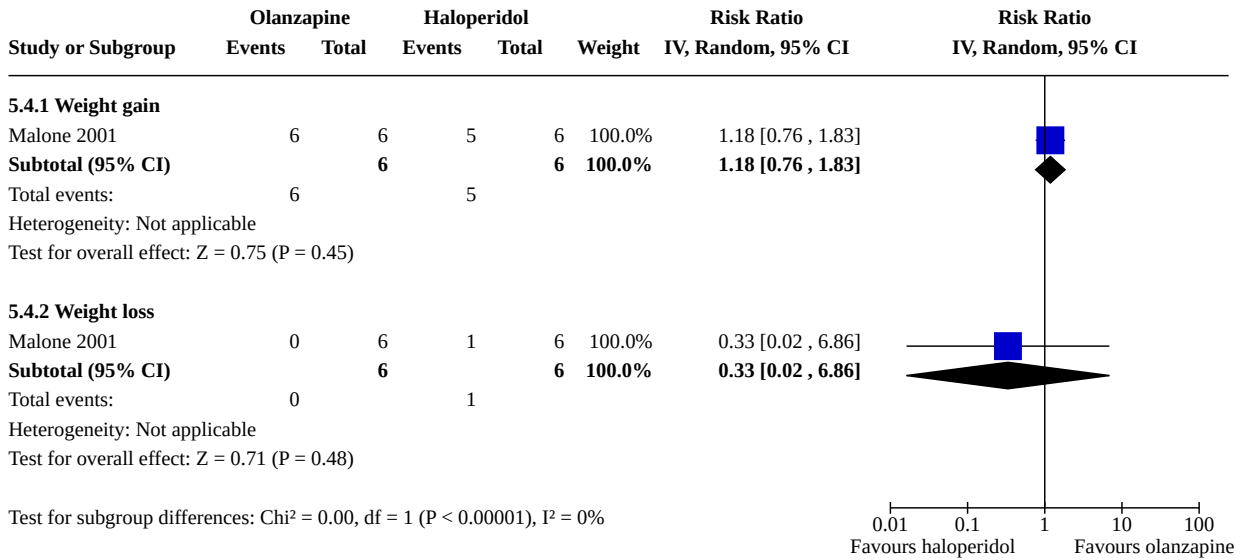 Olanzapine Haloperidol Risk Ratio Risk Ratio
Study or Subgroup Events Total Events Total Weight IV, Random, 95% CI IV, Random, 95% CI
5.4.1 Weight gain
Malone 2001 6 6 5 6 100.0% 1.18 [0.76 , 1.83]
Subtotal (95% CI) 6 6 100.0% 1.18 [0.76 , 1.83]
Total events: 6 5
Heterogeneity: Not applicable
Test for overall effect: Z = 0.75 (P = 0.45)
5.4.2 Weight loss
Malone 2001 0 6 1 6 100.0% 0.33 [0.02 , 6.86]
Subtotal (95% CI) 6 6 100.0% 0.33 [0.02 , 6.86]
Total events: 0 1
Heterogeneity: Not applicable
Test for overall effect: Z = 0.71 (P = 0.48)
Test for subgroup differences: Chi² = 0.00, df = 1 (P < 0.00001), I² = 0%
0.01 0.1 1 10 100
Favours haloperidol Favours olanzapine